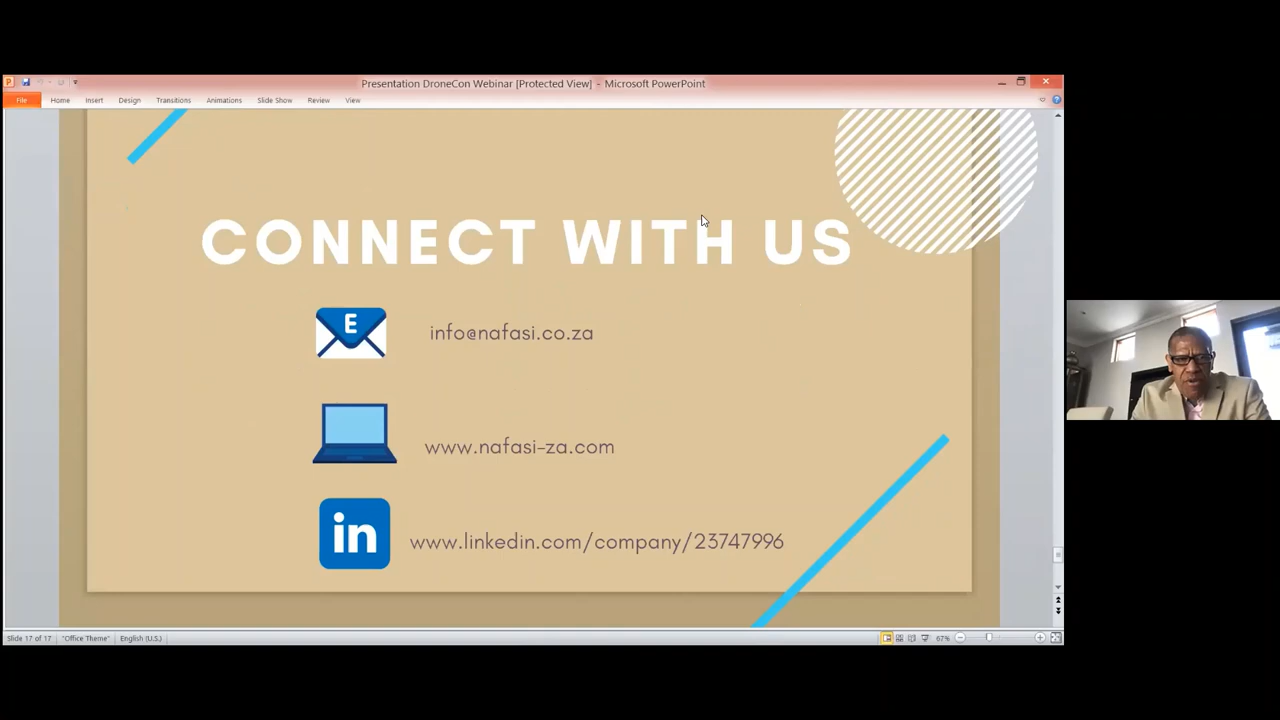 Presentation DroneCon Webinar [Protected View] - Microsoft PowerPoint
File Home Insert Design Transitions Animations Slide Show Review View
CONNECT WITH US
E
info@nafasi.co.za
www.nafasi-za.com
in
www.linkedin.com/company/23747996
Slide 17 of 17 "Office Theme" English (U.S.) 67%